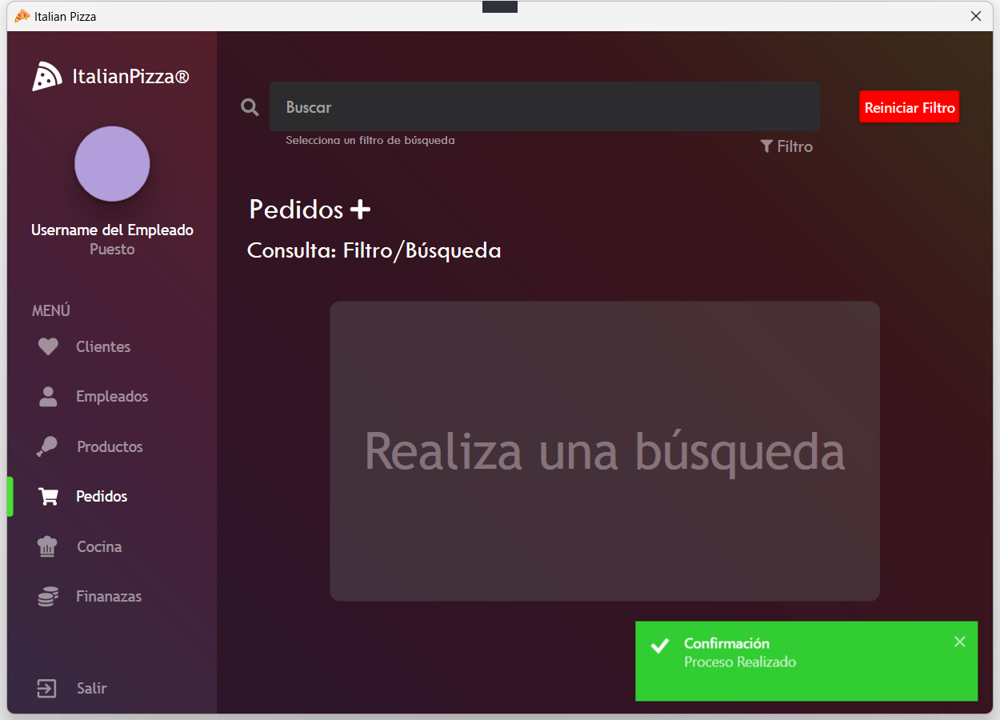 Italian Pizza
ItalianPizza®
Username del Empleado
Puesto
MENÚ
Clientes
Empleados
Productos
Pedidos
Cocina
Finanazas
Salir
Buscar
Reiniciar Filtro
Selecciona un filtro de búsqueda
Filtro
Pedidos
Consulta: Filtro/Búsqueda
Realiza una búsqueda
Confirmación
Proceso Realizado